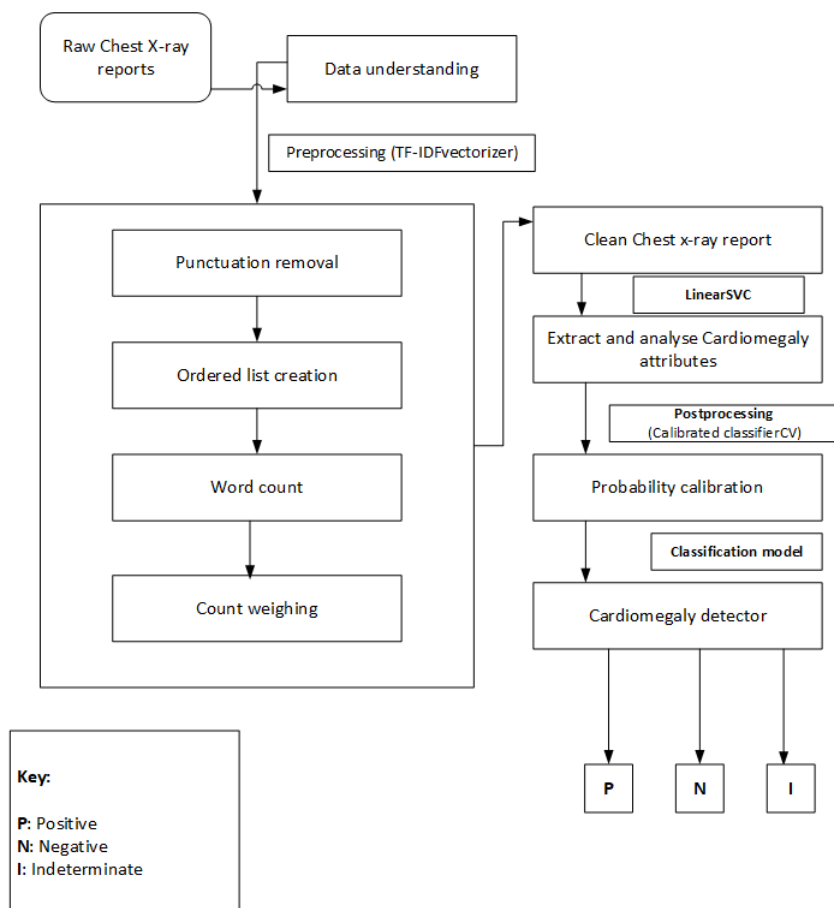 Raw Chest X-ray
reports
Data understanding
Preprocessing (TF-IDFvectorizer)
Punctuation removal
Ordered list creation
Word count
Count weighing
Clean Chest x-ray report
LinearSVC
Extract and analyse Cardiomegaly
attributes
Postprocessing
(Calibrated classifierCV)
Probability calibration
Classification model
Cardiomegaly detector
P
N
I
Key:
P: Positive
N: Negative
I: Indeterminate